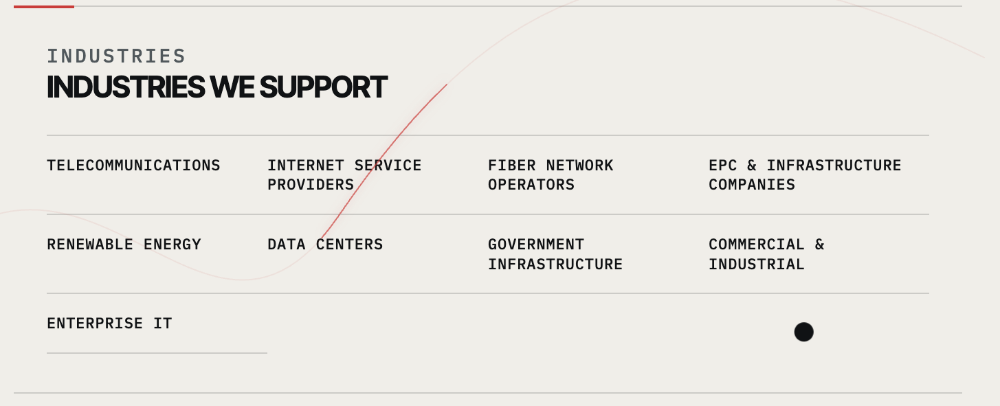 INDUSTRIES
INDUSTRIES WE SUPPORT
TELECOMMUNICATIONS
INTERNET SERVICE
PROVIDERS
FIBER NETWORK
OPERATORS
EPC & INFRASTRUCTURE
COMPANIES
RENEWABLE ENERGY
DATA CENTERS
GOVERNMENT
INFRASTRUCTURE
COMMERCIAL &
INDUSTRIAL
ENTERPRISE IT